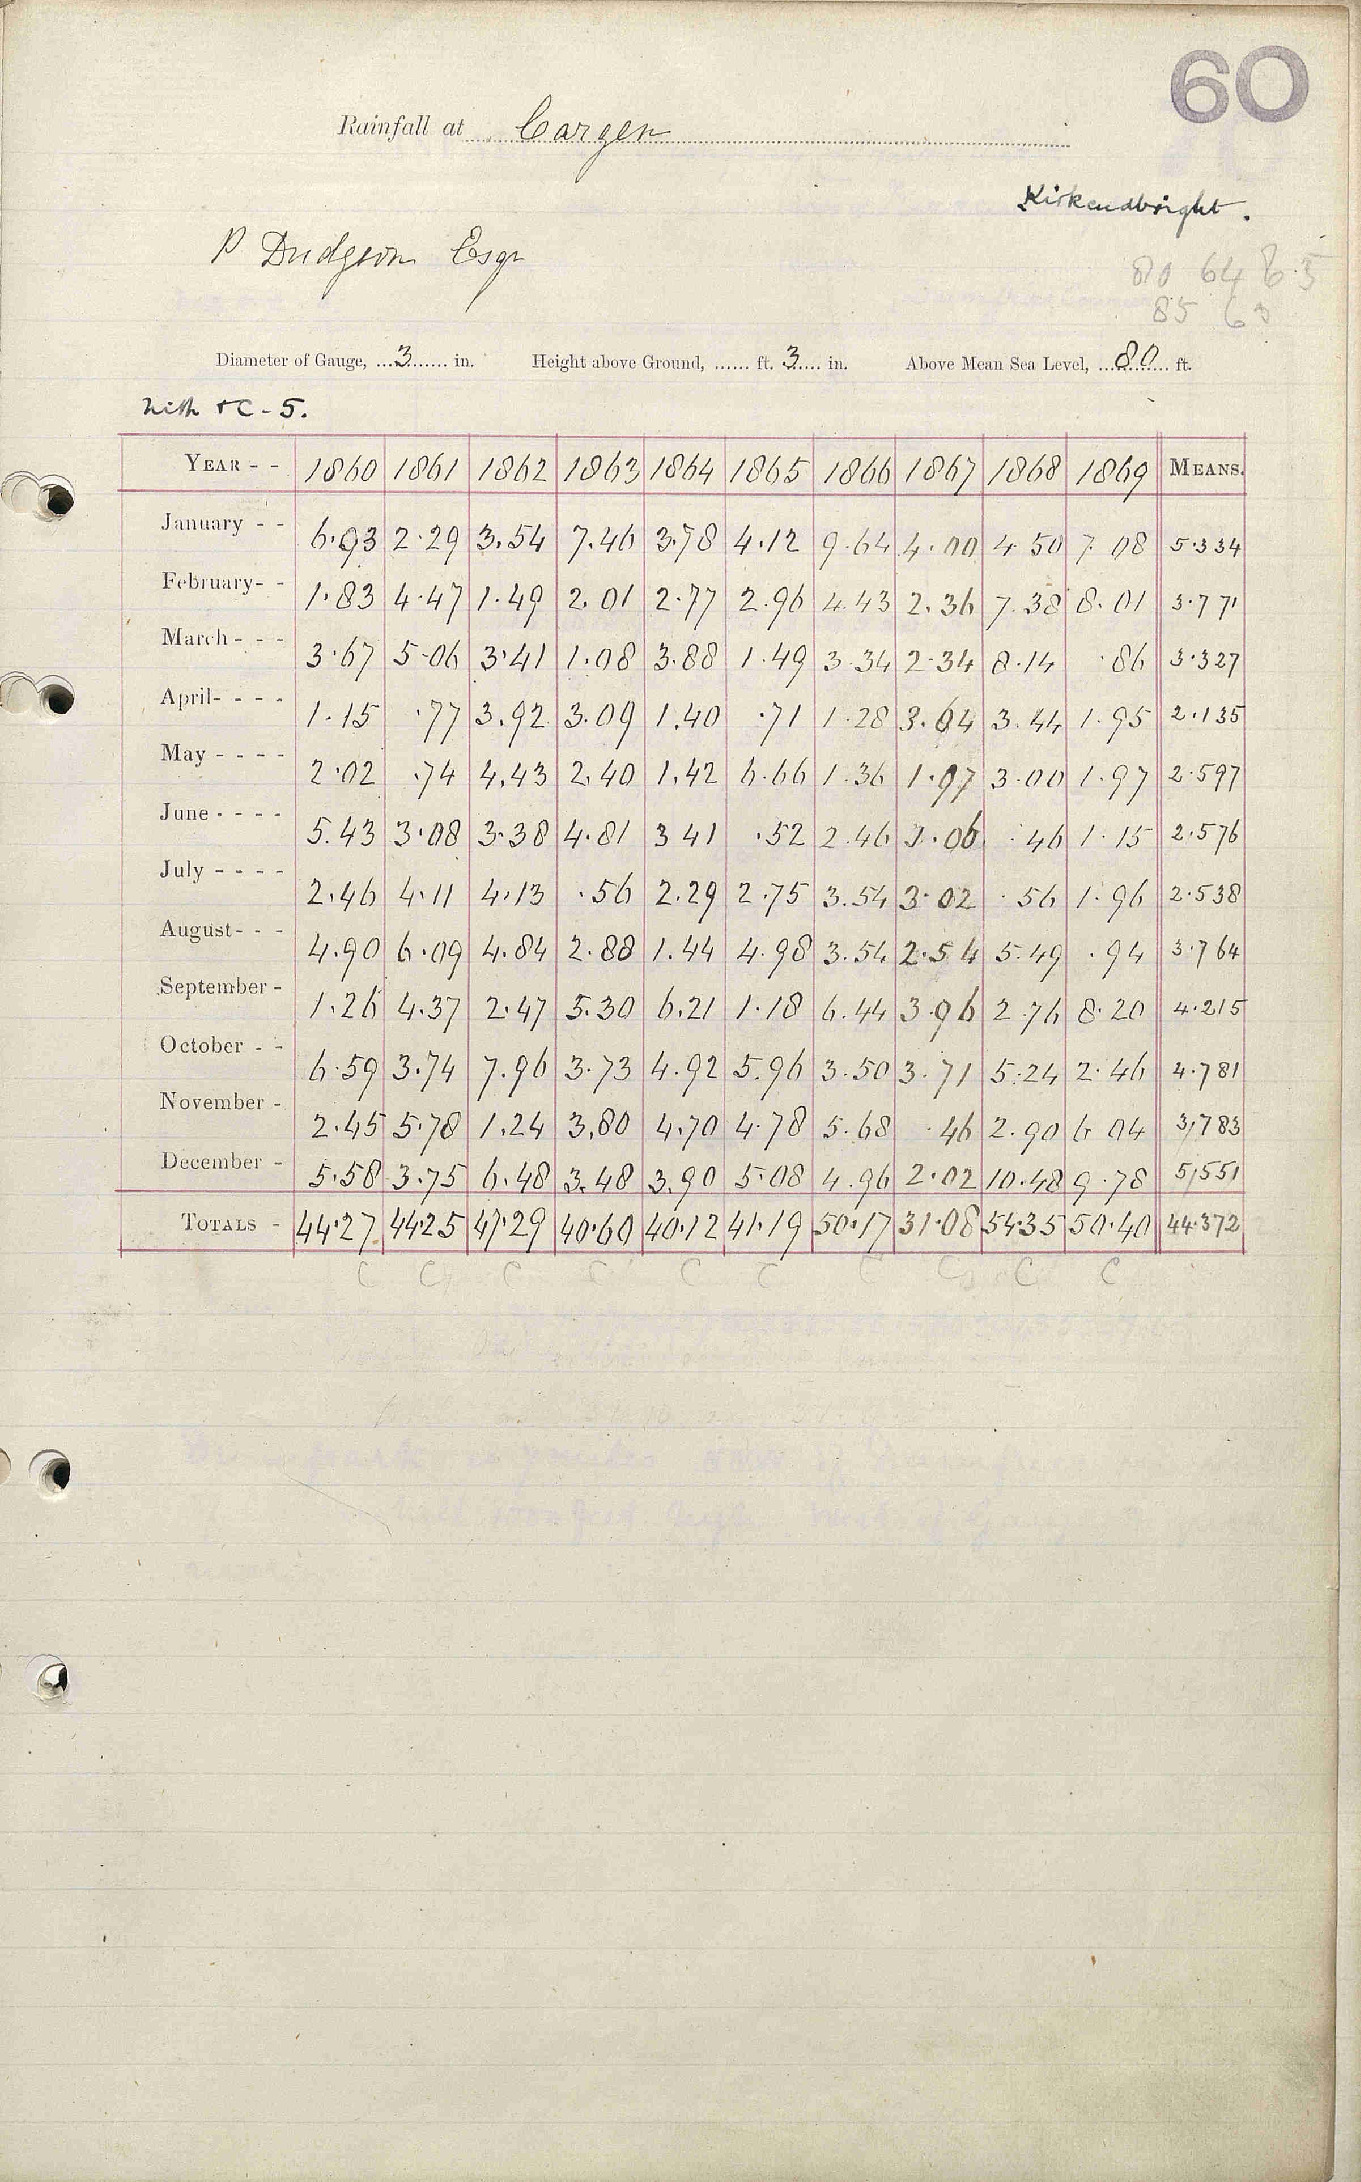 60
Rainfall at Cargen
Kirkcudbright.
P Dudgeon Esqr
80 64 6.5
85 60
Diameter of Gauge, ...3....... in. Height above Ground, ...... ft. 3..... in. Above Mean Sea Level, ...80... ft.
Nith + C - 5.
YEAR - - 1860 1861 1862 1863 1864 1865 1866 1867 1868 1869 MEANS.
January - - 6.93 2.29 3.54 7.46 3.78 4.12 9.64 4.00 4.50 7.08 5.334
February- - 1.83 4.47 1.49 2.01 2.77 2.96 4.43 2.36 7.38 8.01 3.771
March - - - 3.67 5.06 3.41 1.08 3.88 1.49 3.34 2.34 8.14 .86 3.327
April- - - - 1.15 .77 3.92 3.09 1.40 .71 1.28 3.64 3.44 1.95 2.135
May - - - - 2.02 .74 4.43 2.40 1.42 6.66 1.36 1.97 3.00 1.97 2.597
June - - - - 5.43 3.08 3.38 4.81 3.41 .52 2.46 1.06 .46 1.15 2.576
July - - - - 2.46 4.11 4.13 .56 2.29 2.75 3.54 3.02 .56 1.96 2.538
August- - - 4.90 6.09 4.84 2.88 1.44 4.98 3.54 2.54 5.49 .94 3.764
September - 1.26 4.37 2.47 5.30 6.21 1.18 6.44 3.96 2.76 8.20 4.215
October - - 6.59 3.74 7.96 3.73 4.92 5.96 3.50 3.71 5.24 2.46 4.781
November - 2.45 5.78 1.24 3.80 4.70 4.78 5.68 .46 2.90 6.04 3,783
December - 5.58 3.75 6.48 3.48 3.90 5.08 4.96 2.02 10.48 9.78 5,551
TOTALS - 44.27 44.25 47.29 40.60 40.12 41.19 50.17 31.08 54.35 50.40 44.372